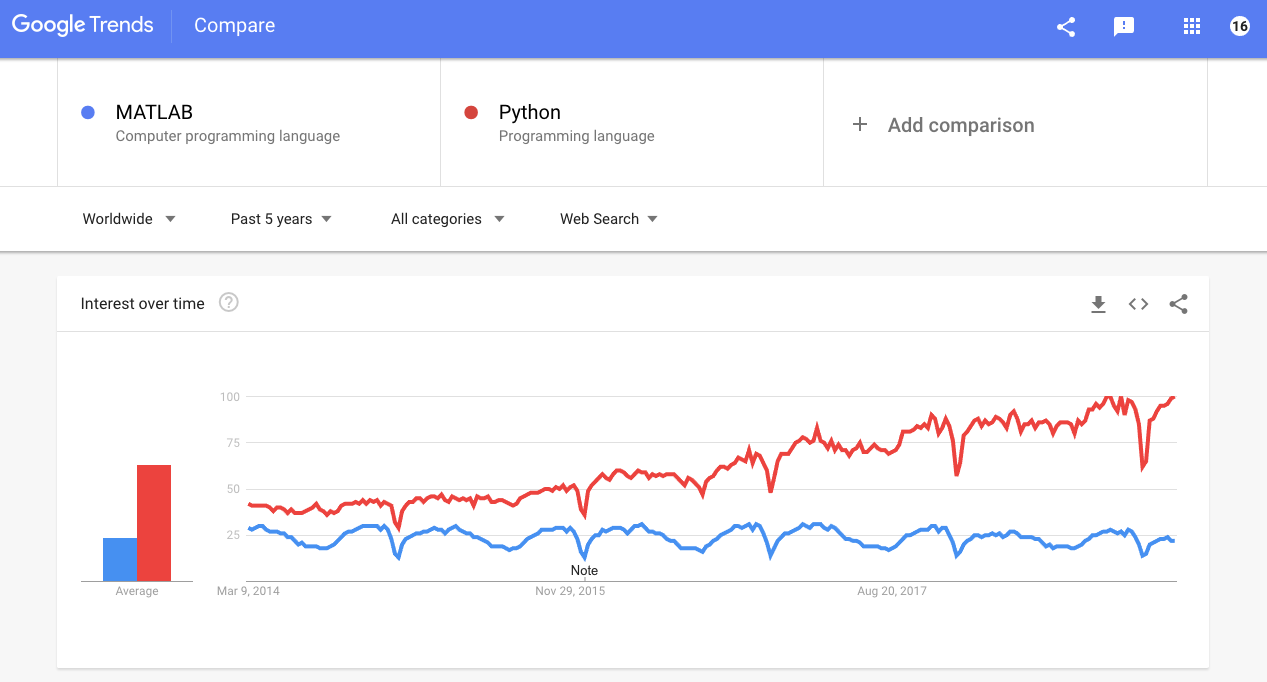 Google Trends Compare 16
MATLAB
Computer programming language
Python
Programming language
+ Add comparison
Worldwide Past 5 years All categories Web Search
Interest over time ?
100
75
50
25
Note
Average
Mar 9, 2014 Nov 29, 2015 Aug 20, 2017